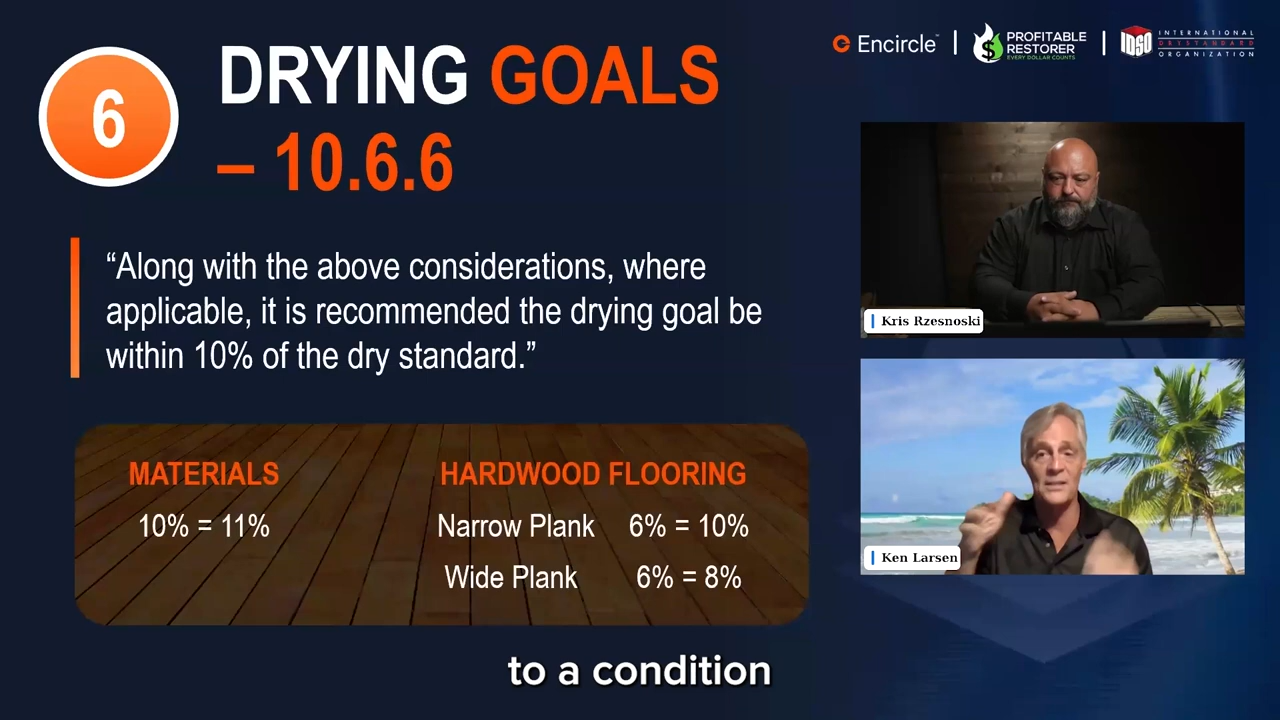 6
DRYING GOALS
– 10.6.6
Encircle
PROFITABLE
RESTORER
EVERY DOLLAR COUNTS
IDSO
INTERNATIONAL
DRYSTANDARD
ORGANIZATION
“Along with the above considerations, where
applicable, it is recommended the drying goal be
within 10% of the dry standard.”
MATERIALS
10% = 11%
HARDWOOD FLOORING
Narrow Plank 6% = 10%
Wide Plank 6% = 8%
Kris Rzesnoski
Ken Larsen
to a condition